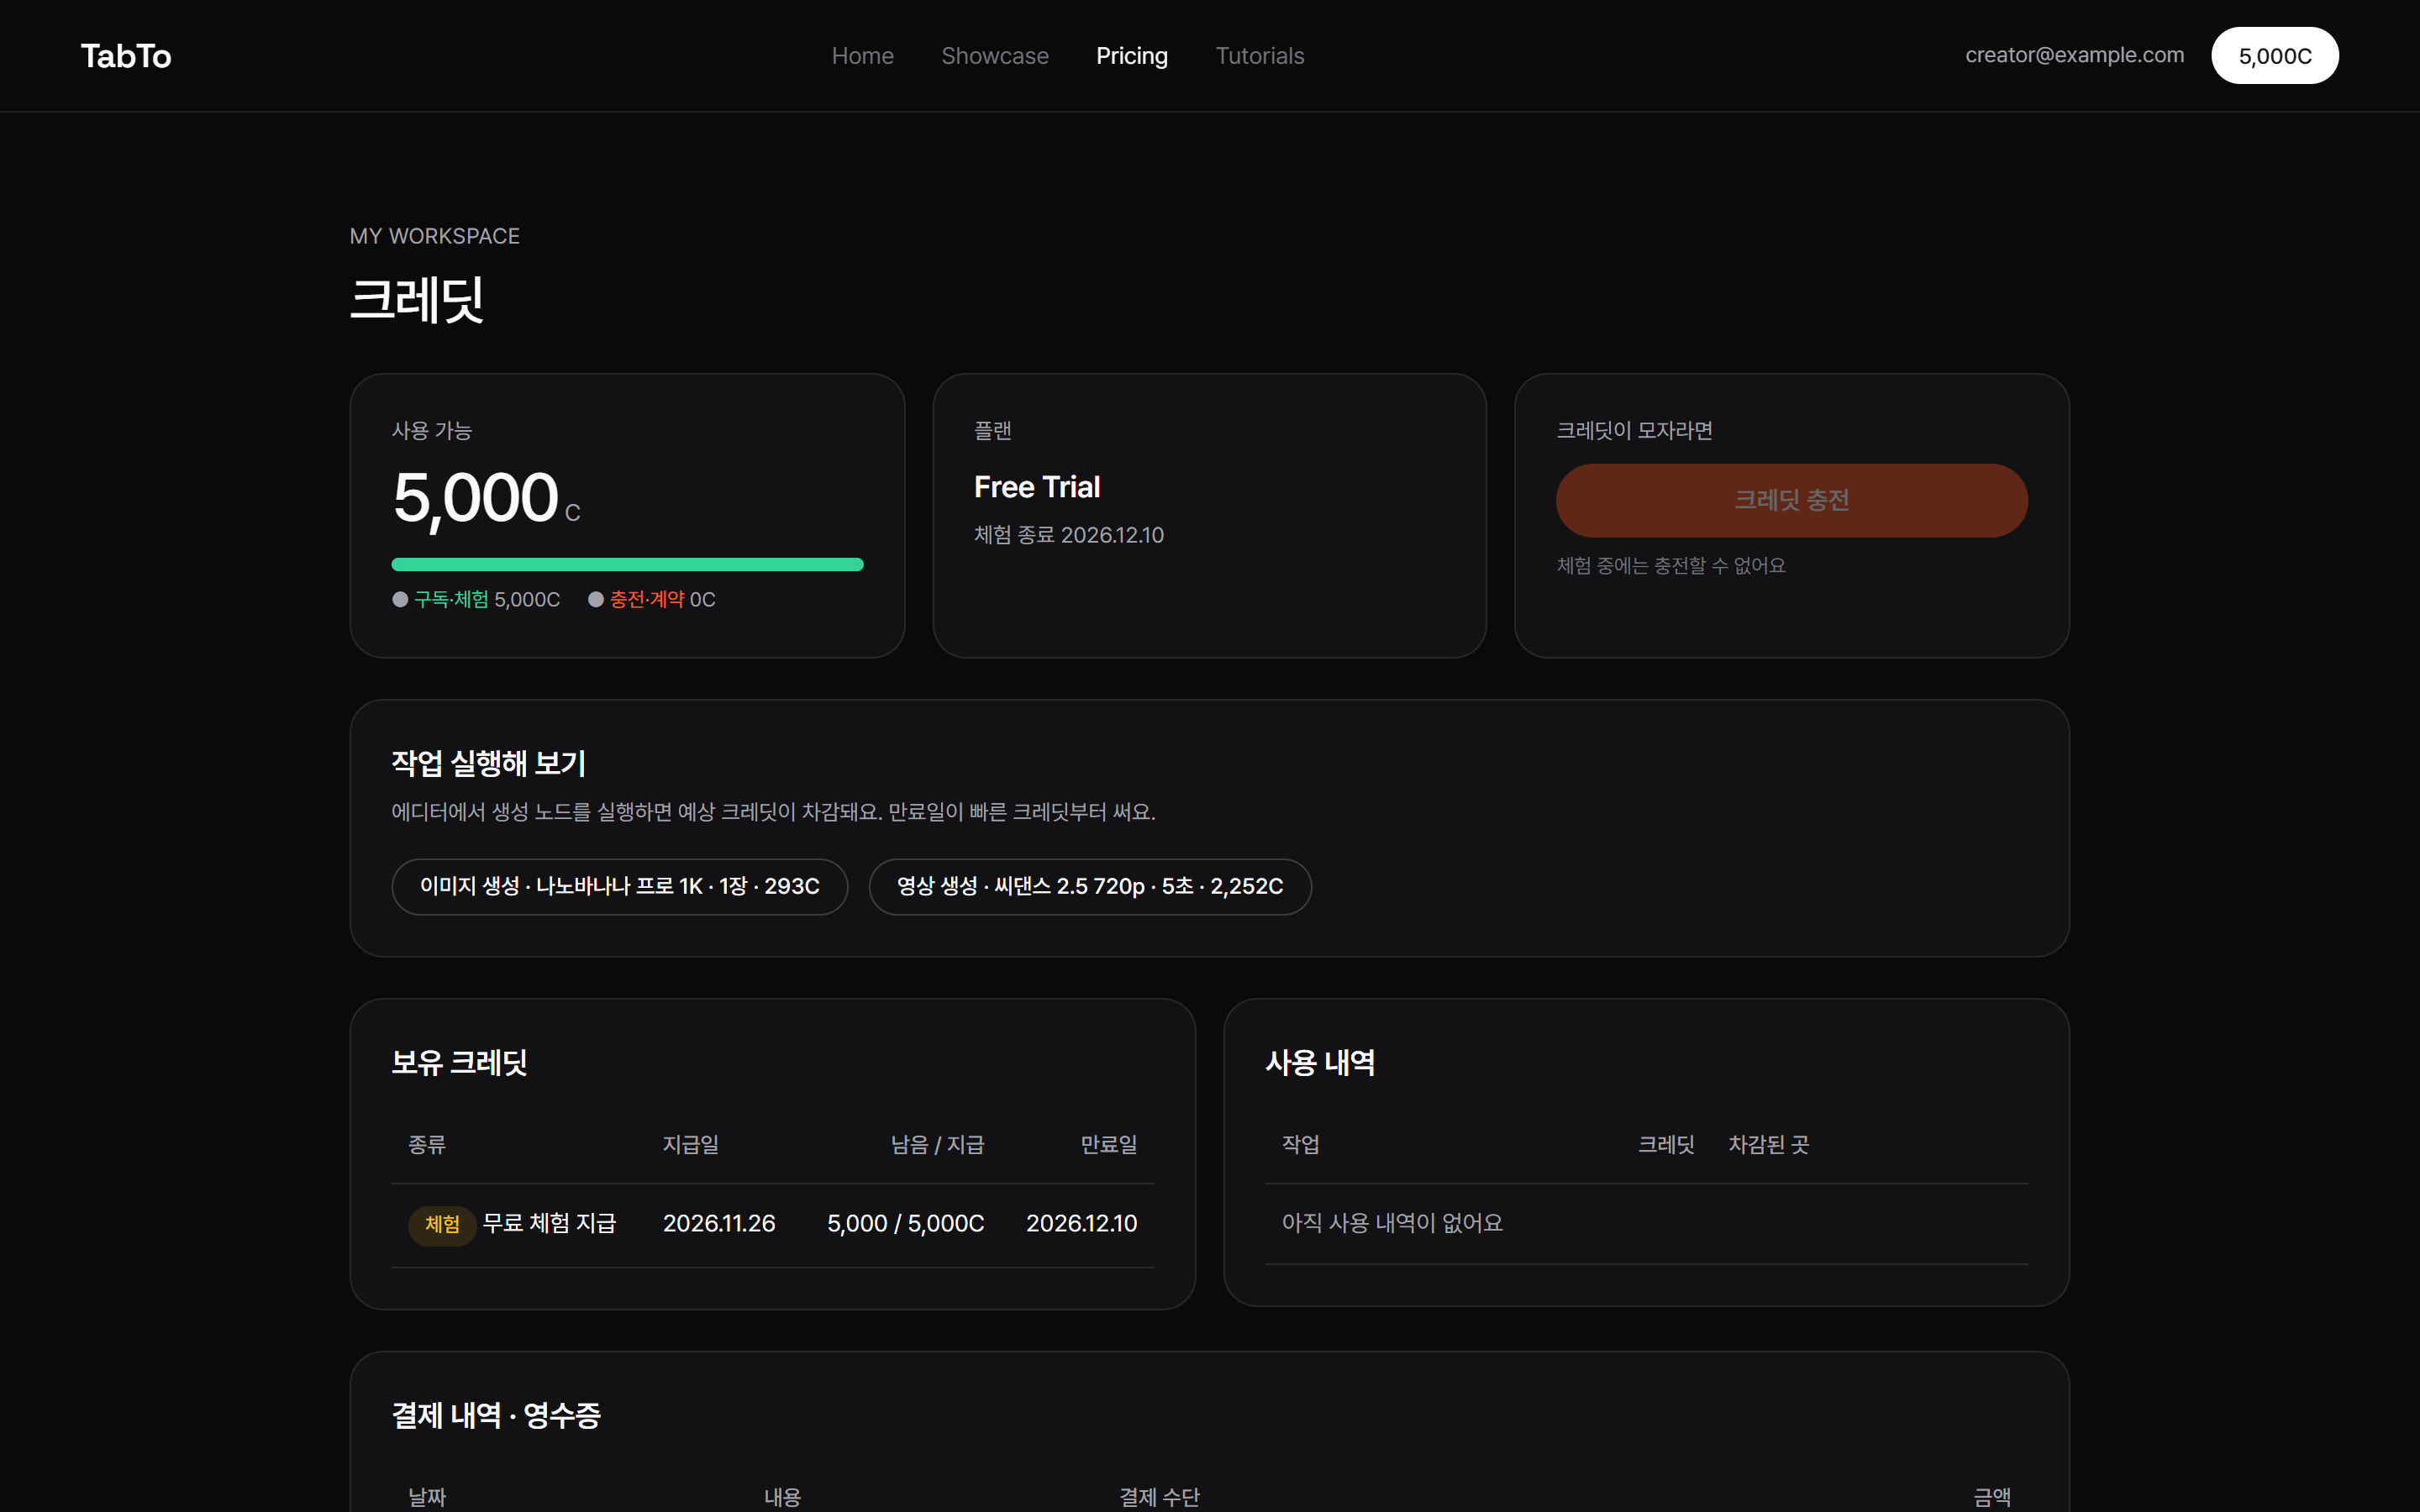 TabTo
Home Showcase Pricing Tutorials
creator@example.com 5,000C
MY WORKSPACE
크레딧
사용 가능
5,000 C
구독·체험 5,000C 충전·계약 0C
플랜
Free Trial
체험 종료 2026.12.10
크레딧이 모자라면
크레딧 충전
체험 중에는 충전할 수 없어요
작업 실행해 보기
에디터에서 생성 노드를 실행하면 예상 크레딧이 차감돼요. 만료일이 빠른 크레딧부터 써요.
이미지 생성 · 나노바나나 프로 1K · 1장 · 293C
영상 생성 · 씨댄스 2.5 720p · 5초 · 2,252C
보유 크레딧
종류 지급일 남음 / 지급 만료일
체험 무료 체험 지급 2026.11.26 5,000 / 5,000C 2026.12.10
사용 내역
작업 크레딧 차감된 곳
아직 사용 내역이 없어요
결제 내역 · 영수증
날짜 내용 결제 수단 금액